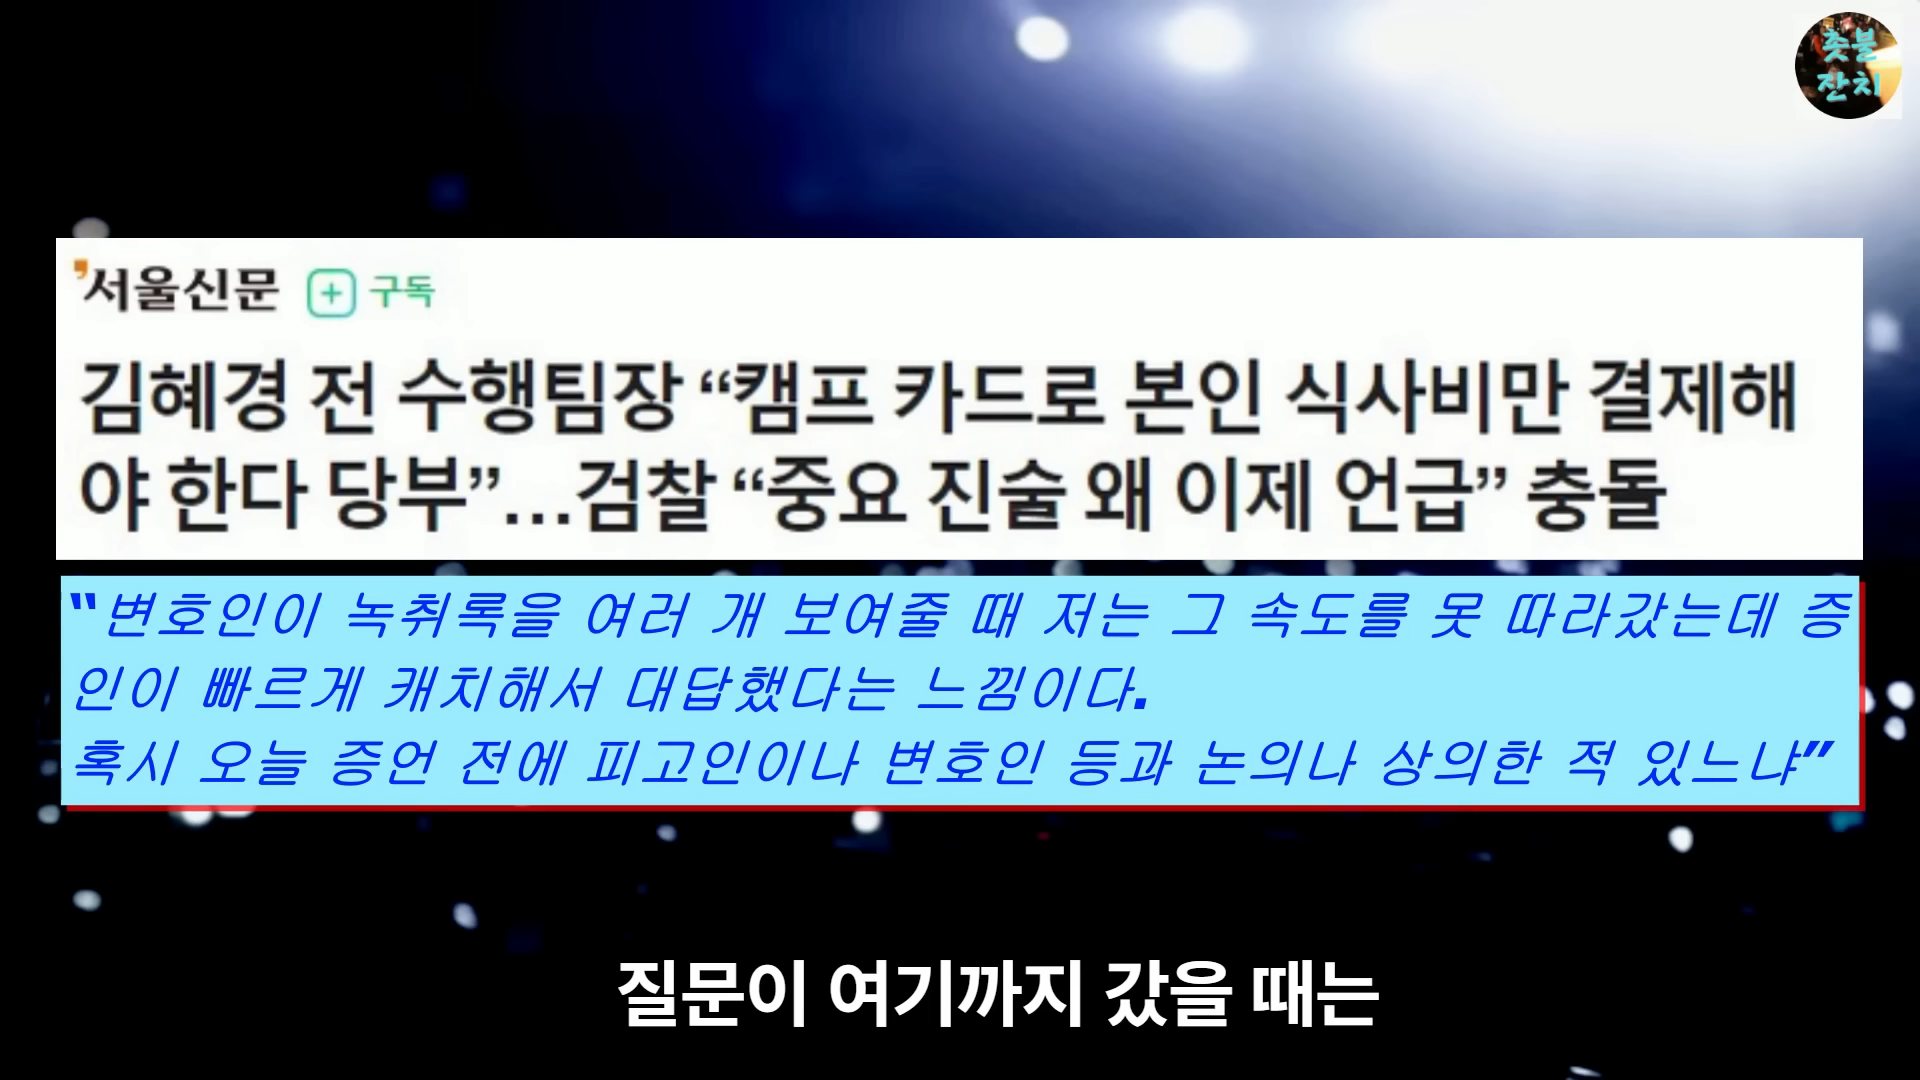 촛불
잔치
서울신문 구독
김혜경 전 수행팀장 “캠프 카드로 본인 식사비만 결제해
야 한다 당부”...검찰 “중요 진술 왜 이제 언급” 충돌
“변호인이 녹취록을 여러 개 보여줄 때 저는 그 속도를 못 따라갔는데 증
인이 빠르게 캐치해서 대답했다는 느낌이다.
혹시 오늘 증언 전에 피고인이나 변호인 등과 논의나 상의한 적 있느냐”
질문이 여기까지 갔을 때는